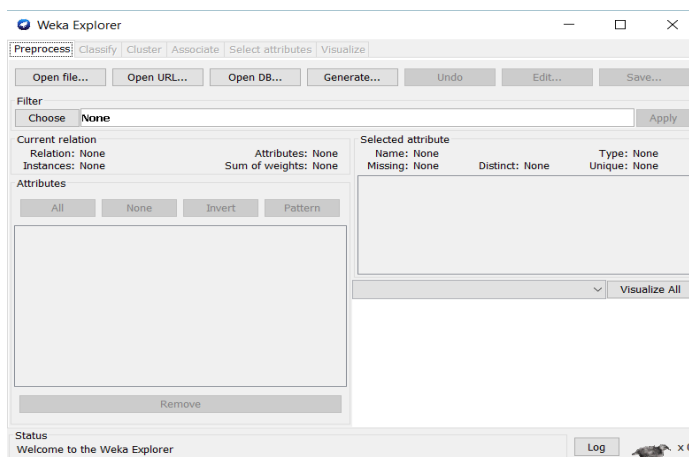 Weka Explorer
Preprocess Classify Cluster Associate Select attributes Visualize
Open file... Open URL... Open DB... Generate... Undo Edit... Save...
Filter
Choose None Apply
Current relation
Relation: None Attributes: None
Instances: None Sum of weights: None
Selected attribute
Name: None Type: None
Missing: None Distinct: None Unique: None
Attributes
All None Invert Pattern
Visualize All
Remove
Status
Welcome to the Weka Explorer
Log x